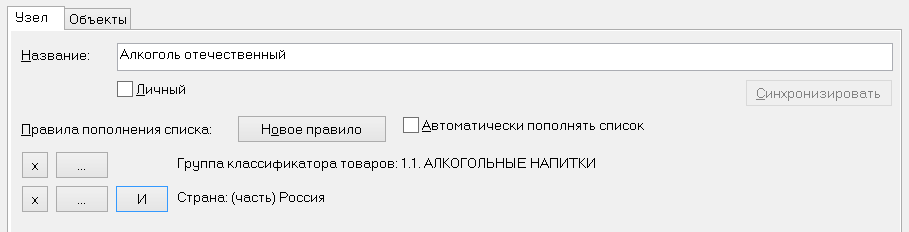 Узел Объекты
Название: Алкоголь отечественный
Личный
Синхронизировать
Правила пополнения списка: Новое правило Автоматически пополнять список
x ... Группа классификатора товаров: 1.1. АЛКОГОЛЬНЫЕ НАПИТКИ
x ... И Страна: (часть) Россия